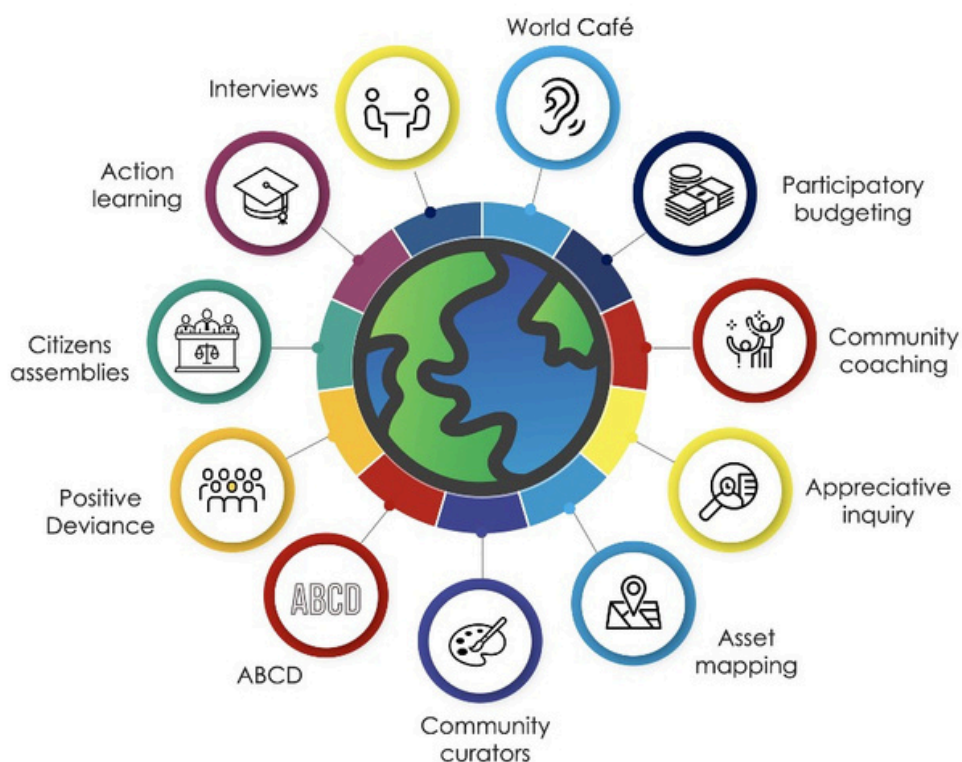 World Café
Interviews
Action
learning
Participatory
budgeting
Citizens
assemblies
Community
coaching
Positive
Deviance
Appreciative
inquiry
ABCD
ABCD
Asset
mapping
Community
curators